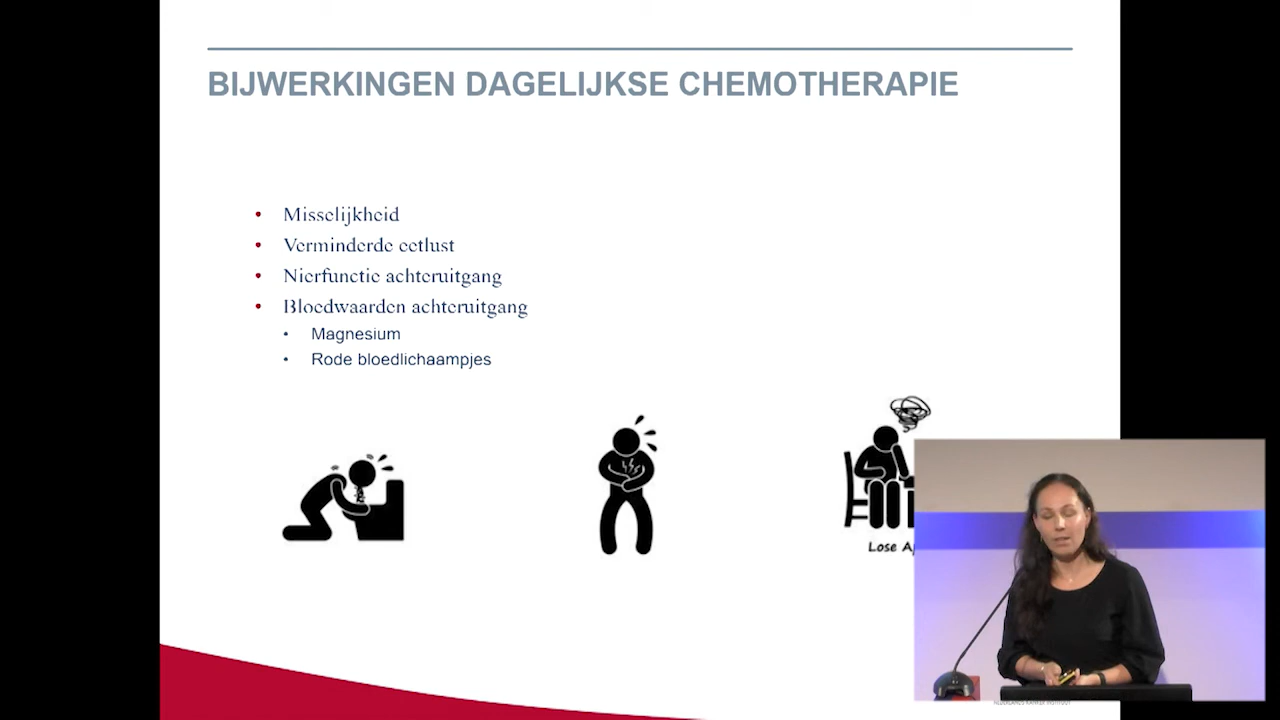 BIJWERKINGEN DAGELIJKSE CHEMOTHERAPIE
• Misselijkheid
• Verminderde eetlust
• Nierfunctie achteruitgang
• Bloedwaarden achteruitgang
• Magnesium
• Rode bloedlichaampjes
Lose